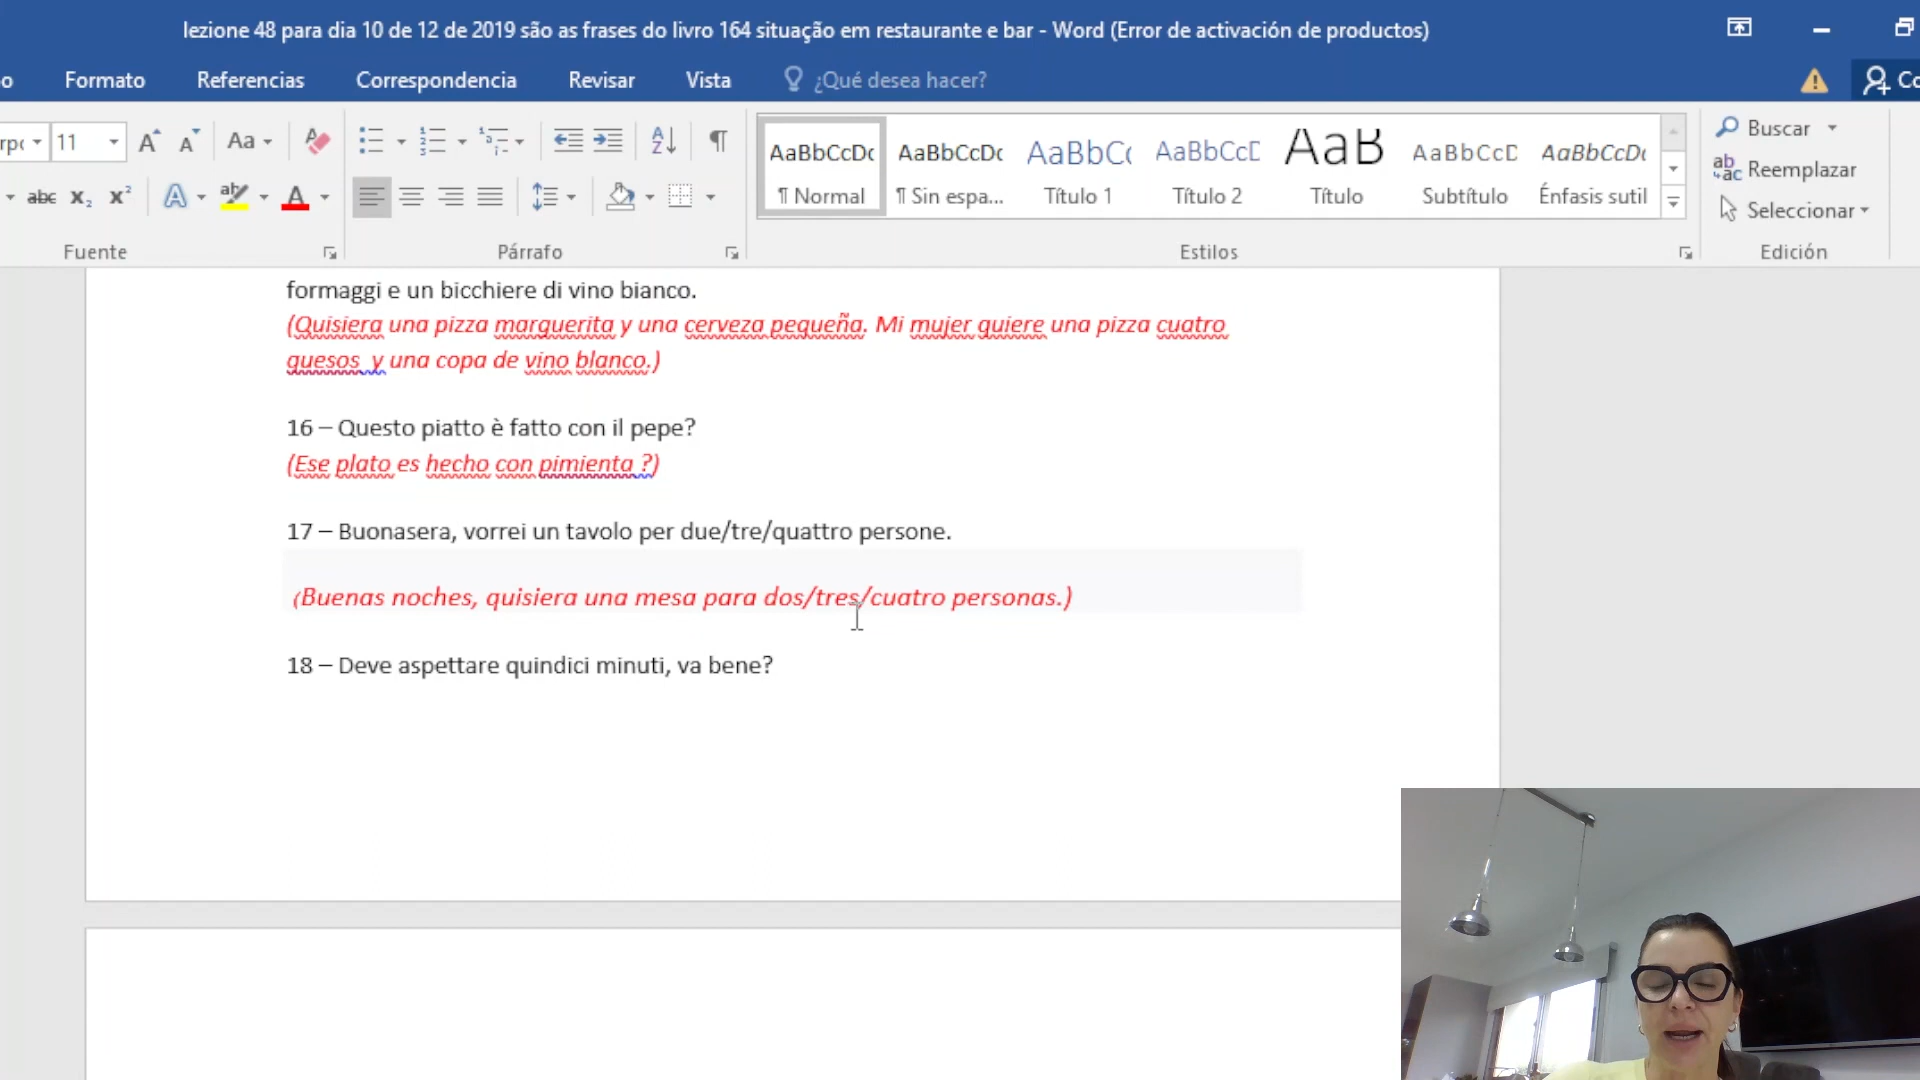 lezione 48 para dia 10 de 12 de 2019 são as frases do livro 164 situação em restaurante e bar - Word (Error de activación de productos)
Formato Referencias Correspondencia Revisar Vista ¿Qué desea hacer?
11 Aa AaBbCcDc AaBbCcDc AaBbCc AaBbCcD AaB AaBbCcD AaBbCcDc Buscar
abc X₂ X² A ¶ Normal ¶ Sin espa... Título 1 Título 2 Título Subtítulo Énfasis sutil Reemplazar
Seleccionar
Fuente Párrafo Estilos Edición
formaggi e un bicchiere di vino bianco.
(Quisiera una pizza marguerita y una cerveza pequeña. Mi mujer quiere una pizza cuatro
quesos y una copa de vino blanco.)
16 – Questo piatto è fatto con il pepe?
(Ese plato es hecho con pimienta ?)
17 – Buonasera, vorrei un tavolo per due/tre/quattro persone.
(Buenas noches, quisiera una mesa para dos/tres/cuatro personas.)
18 – Deve aspettare quindici minuti, va bene?